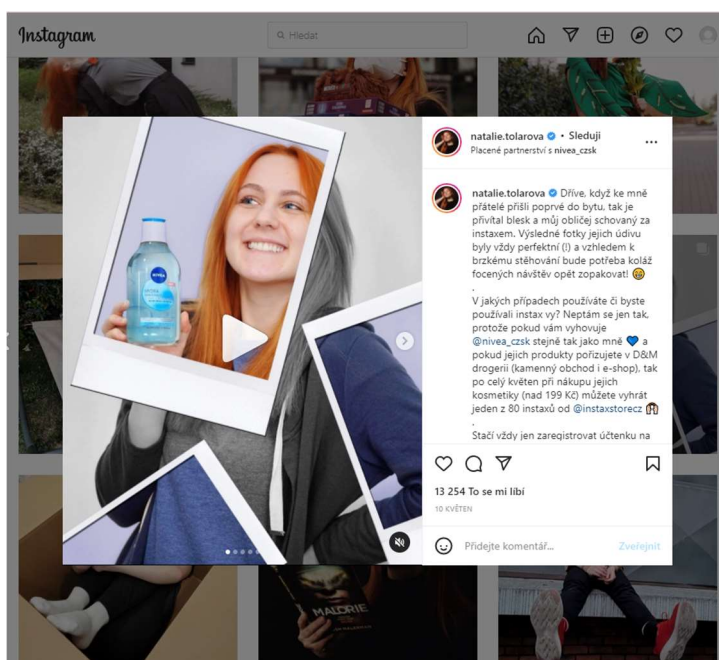 Instagram
Hledat
natalie.tolarova • Sleduji
Placené partnerství s nivea_czsk
natalie.tolarova Dříve, když ke mně
přátelé přišli poprvé do bytu, tak je
přivítal blesk a můj obličej schovaný za
instaxem. Výsledné fotky jejich údivu
byly vždy perfektní (!) a vzhledem k
brzkému stěhování bude potřeba koláž
focených návštěv opět zopakovat! 😄
.
V jakých případech používáte či byste
používali instax vy? Neptám se jen tak,
protože pokud vám vyhovuje
@nivea_czsk stejně tak jako mně 💙 a
pokud jejich produkty pořizujete v D&M
drogerii (kamenný obchod i e-shop), tak
po celý květen při nákupu jejich
kosmetiky (nad 199 Kč) můžete vyhrát
jeden z 80 instaxů od @instaxstorecz
.
Stačí vždy jen zaregistrovat účtenku na
13 254 To se mi líbí
10 KVĚTEN
Přidejte komentář...
Zveřejnit
NIVEA
MALORIE